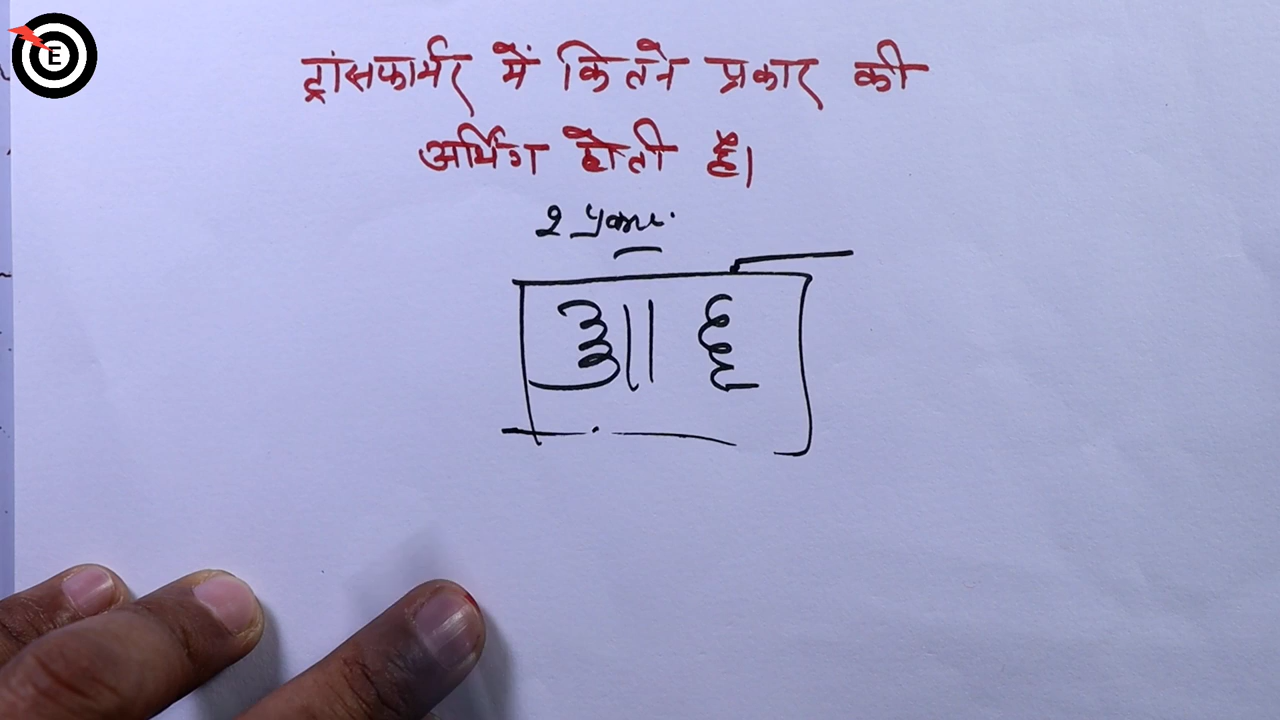 E
ट्रांसफार्मर में कितने प्रकार की
अर्थिंग होती है।
2 प्रकार